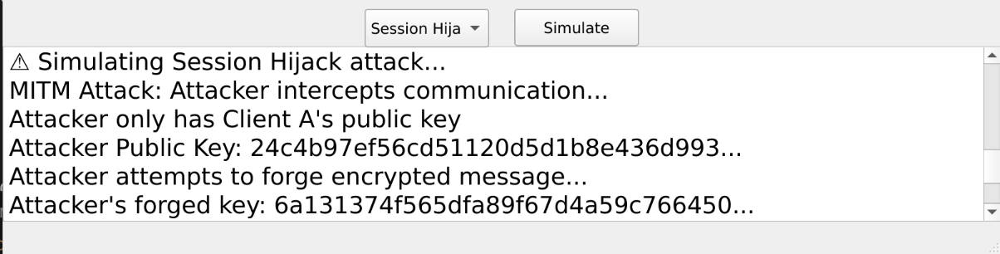 Session Hija
Simulate
⚠ Simulating Session Hijack attack...
MITM Attack: Attacker intercepts communication...
Attacker only has Client A's public key
Attacker Public Key: 24c4b97ef56cd51120d5d1b8e436d993...
Attacker attempts to forge encrypted message...
Attacker's forged key: 6a131374f565dfa89f67d4a59c766450...